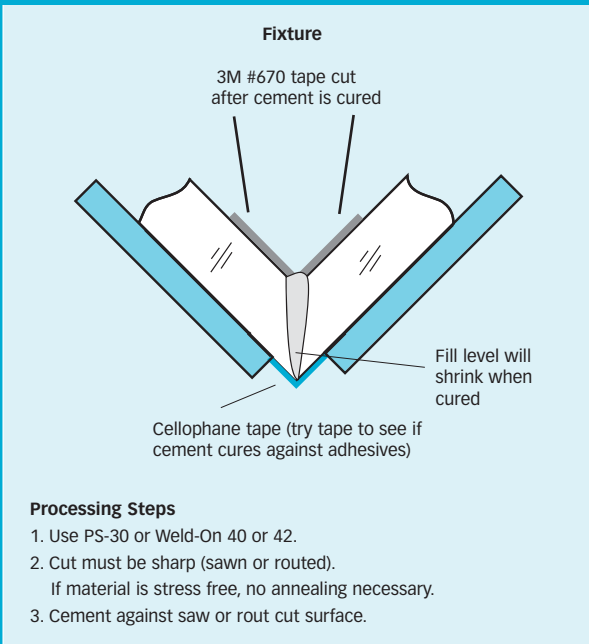 Fixture
3M #670 tape cut
after cement is cured
Fill level will
shrink when
cured
Cellophane tape (try tape to see if
cement cures against adhesives)
Processing Steps
1. Use PS-30 or Weld-On 40 or 42.
2. Cut must be sharp (sawn or routed).
If material is stress free, no annealing necessary.
3. Cement against saw or rout cut surface.